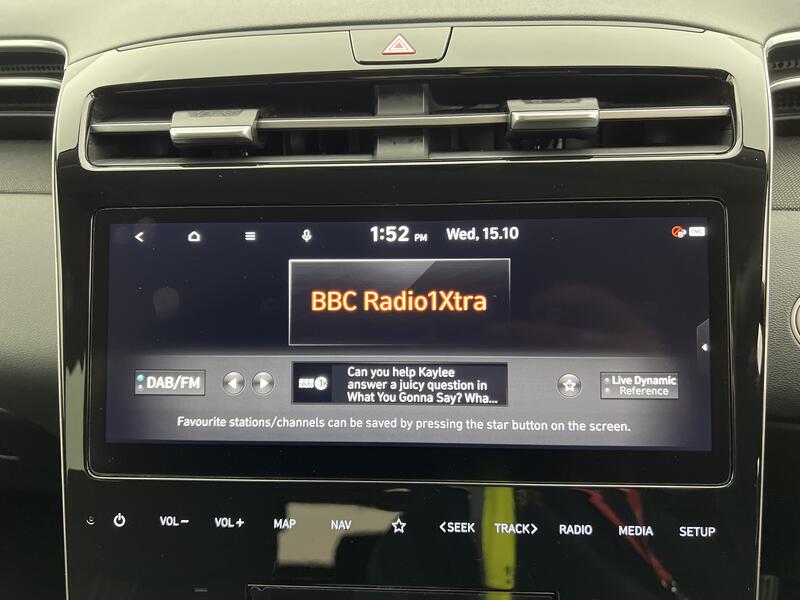 1:52 PM Wed, 15.10
BBC Radio1Xtra
DAB/FM
Can you help Kaylee
answer a juicy question in
What You Gonna Say? Wha...
Live Dynamic
Reference
Favourite stations/channels can be saved by pressing the star button on the screen.
VOL− VOL+ MAP NAV <SEEK TRACK> RADIO MEDIA SETUP